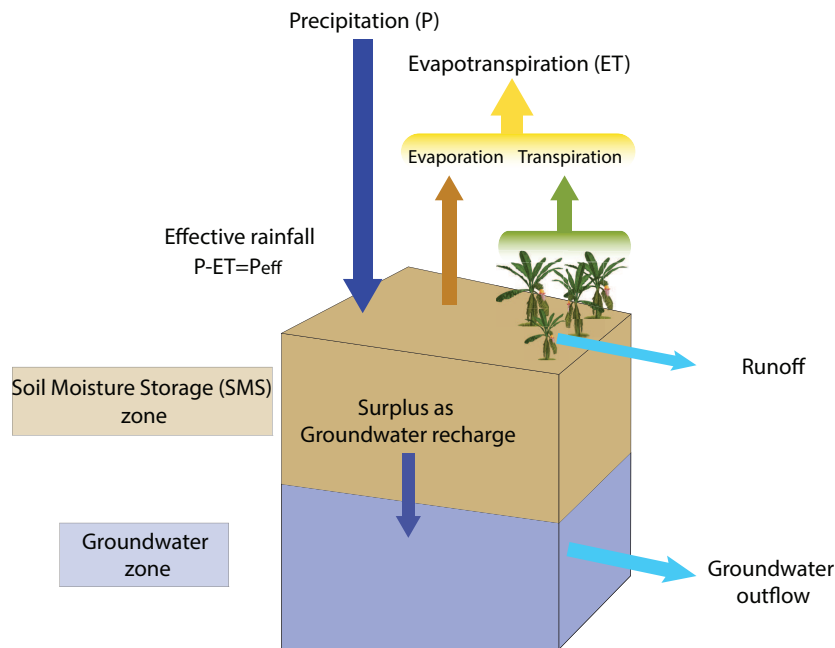 Precipitation (P)
Evapotranspiration (ET)
Evaporation
Transpiration
Effective rainfall
P-ET=Peff
Runoff
Soil Moisture Storage (SMS)
zone
Surplus as
Groundwater recharge
Groundwater
zone
Groundwater
outflow